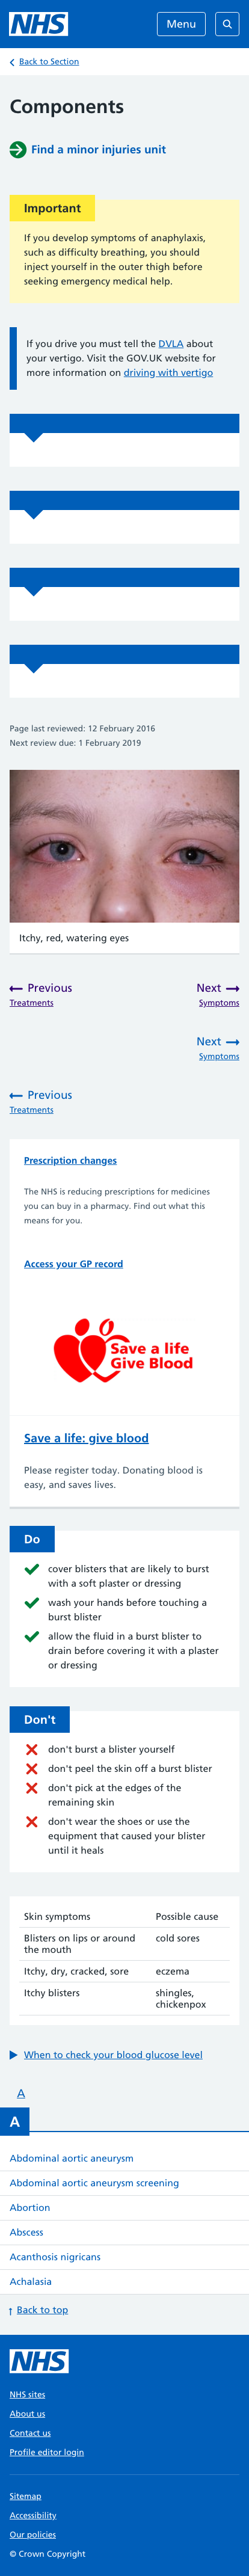 NHS
Menu
Back to Section
Components
Find a minor injuries unit
Important
If you develop symptoms of anaphylaxis,
such as difficulty breathing, you should
inject yourself in the outer thigh before
seeking emergency medical help.
If you drive you must tell the DVLA about
your vertigo. Visit the GOV.UK website for
more information on driving with vertigo
Page last reviewed: 12 February 2016
Next review due: 1 February 2019
Itchy, red, watering eyes
Previous
Treatments
Next
Symptoms
Next
Symptoms
Previous
Treatments
Prescription changes
The NHS is reducing prescriptions for medicines
you can buy in a pharmacy. Find out what this
means for you.
Access your GP record
Save a life
Give Blood
Save a life: give blood
Please register today. Donating blood is
easy, and saves lives.
Do
cover blisters that are likely to burst
with a soft plaster or dressing
wash your hands before touching a
burst blister
allow the fluid in a burst blister to
drain before covering it with a plaster
or dressing
Don't
don't burst a blister yourself
don't peel the skin off a burst blister
don't pick at the edges of the
remaining skin
don't wear the shoes or use the
equipment that caused your blister
until it heals
Skin symptoms Possible cause
Blisters on lips or around cold sores
the mouth
Itchy, dry, cracked, sore eczema
Itchy blisters shingles,
chickenpox
When to check your blood glucose level
A
A
Abdominal aortic aneurysm
Abdominal aortic aneurysm screening
Abortion
Abscess
Acanthosis nigricans
Achalasia
Back to top
NHS
NHS sites
About us
Contact us
Profile editor login
Sitemap
Accessibility
Our policies
© Crown Copyright